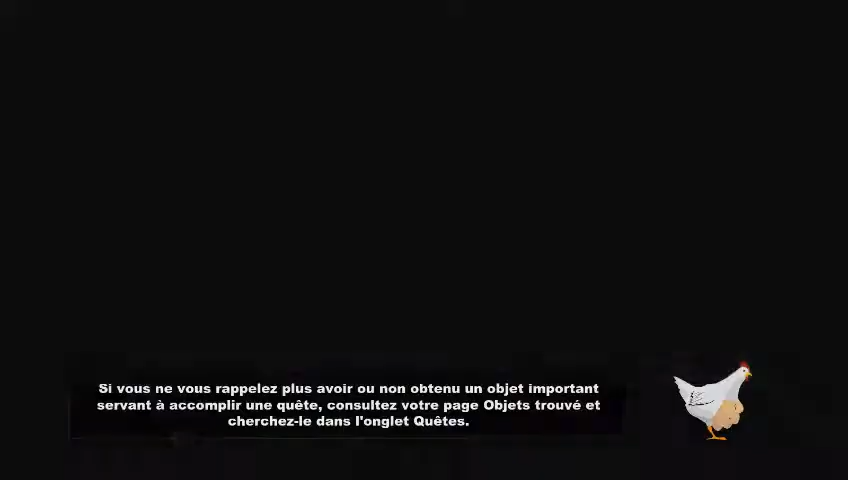 Si vous ne vous rappelez plus avoir ou non obtenu un objet important
servant à accomplir une quête, consultez votre page Objets trouvé et
cherchez-le dans l'onglet Quêtes.